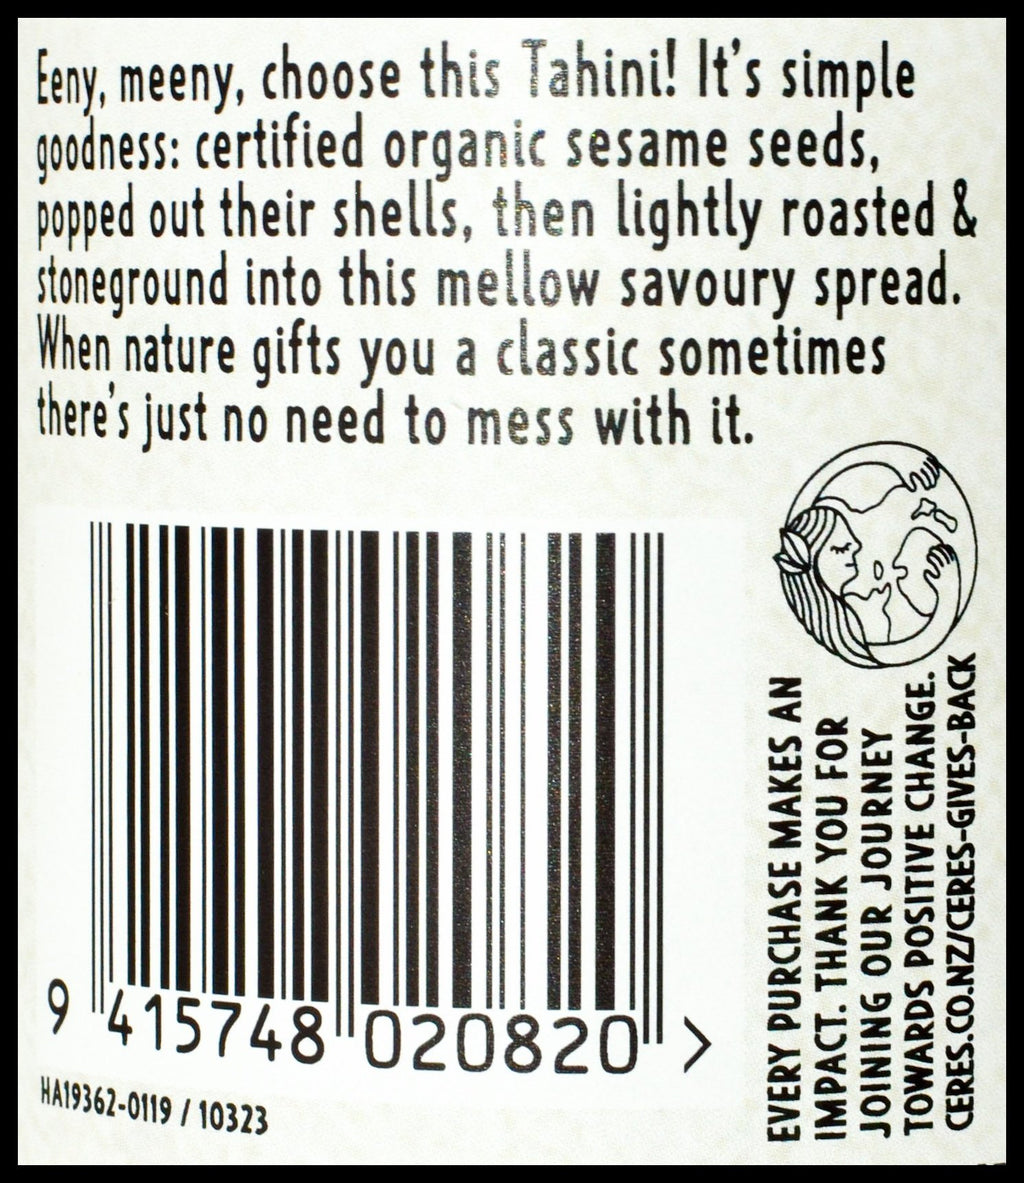 Eeny, meeny, choose this Tahini! It's simple
goodness: certified organic sesame seeds,
popped out their shells, then lightly roasted &
stoneground into this mellow savoury spread.
When nature gifts you a classic sometimes
there's just no need to mess with it.
9 415748 020820 >
HA19362-0119 / 10323
EVERY PURCHASE MAKES AN
IMPACT. THANK YOU FOR
JOINING OUR JOURNEY
TOWARDS POSITIVE CHANGE.
CERES.CO.NZ/CERES-GIVES-BACK